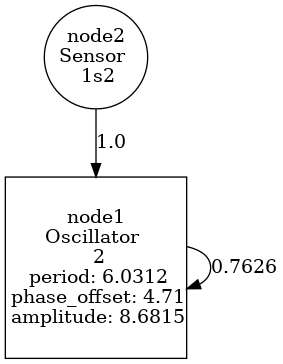 node2
Sensor
1s2
1.0
node1
Oscillator
2
period: 6.0312
phase_offset: 4.71
amplitude: 8.6815
0.7626